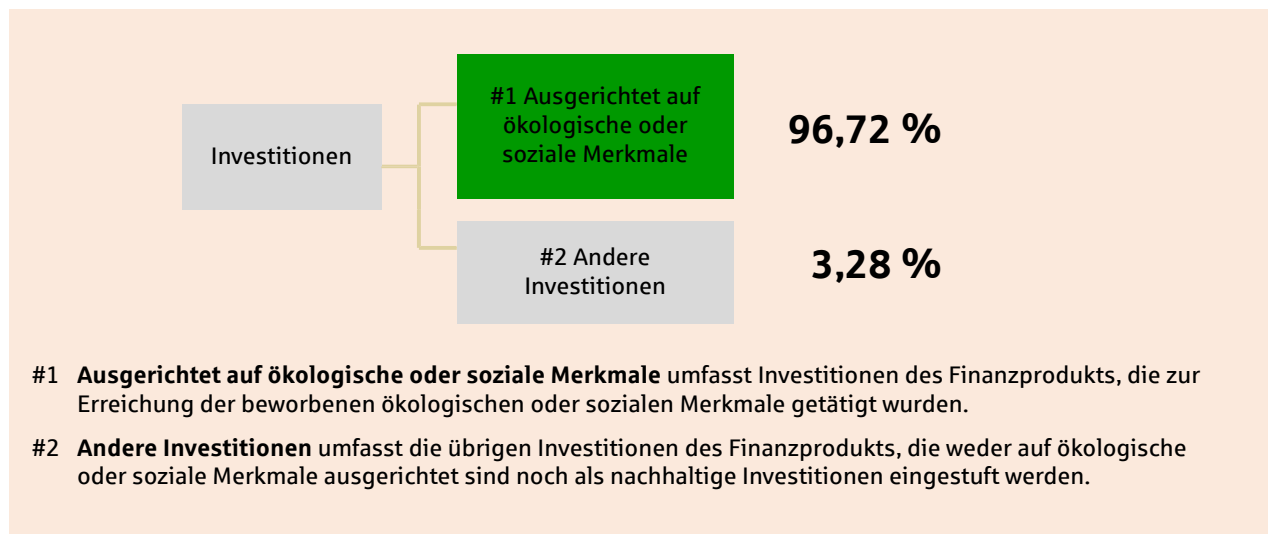 Investitionen
#1 Ausgerichtet auf
ökologische oder
soziale Merkmale
96,72 %
#2 Andere
Investitionen
3,28 %
#1 Ausgerichtet auf ökologische oder soziale Merkmale umfasst Investitionen des Finanzprodukts, die zur
Erreichung der beworbenen ökologischen oder sozialen Merkmale getätigt wurden.
#2 Andere Investitionen umfasst die übrigen Investitionen des Finanzprodukts, die weder auf ökologische
oder soziale Merkmale ausgerichtet sind noch als nachhaltige Investitionen eingestuft werden.